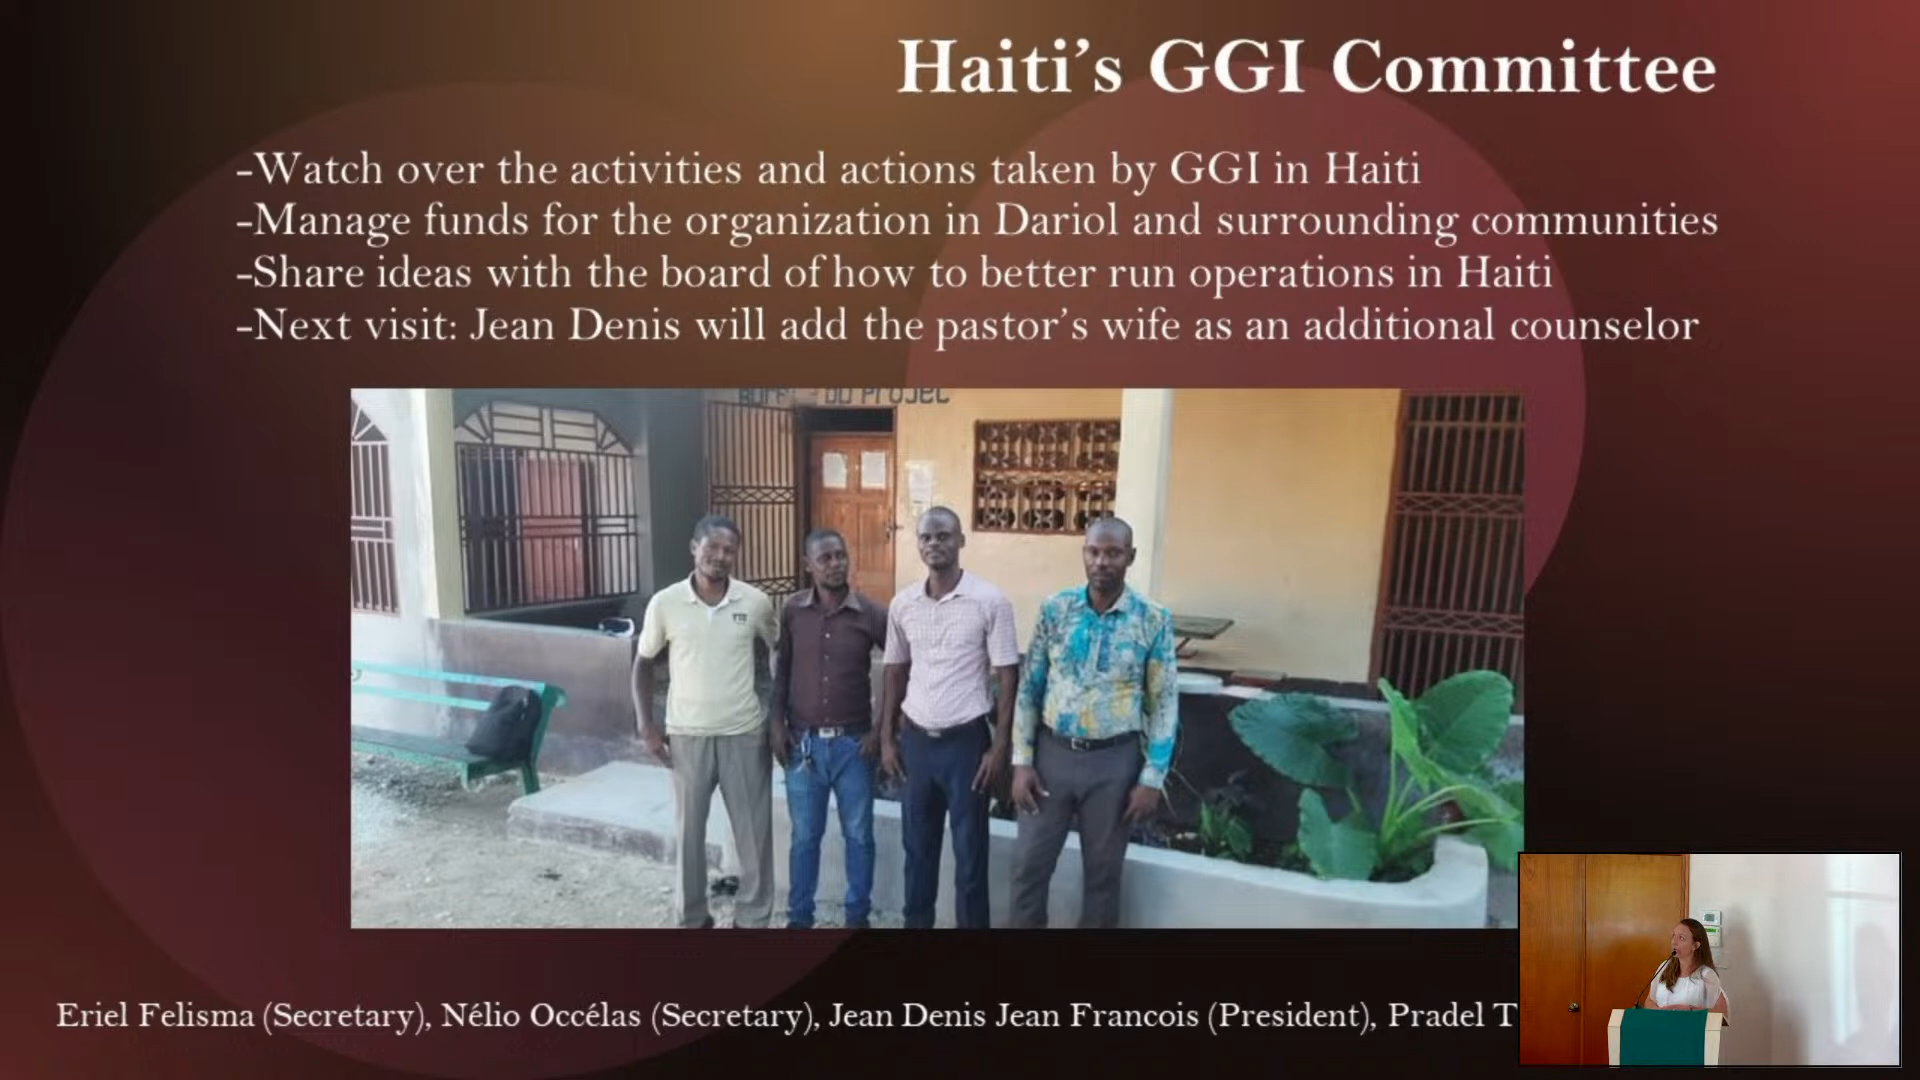 Haiti’s GGI Committee
-Watch over the activities and actions taken by GGI in Haiti
-Manage funds for the organization in Dariol and surrounding communities
-Share ideas with the board of how to better run operations in Haiti
-Next visit: Jean Denis will add the pastor’s wife as an additional counselor
DU PROJET
Eriel Felisma (Secretary), Nélio Occélas (Secretary), Jean Denis Jean Francois (President), Pradel T